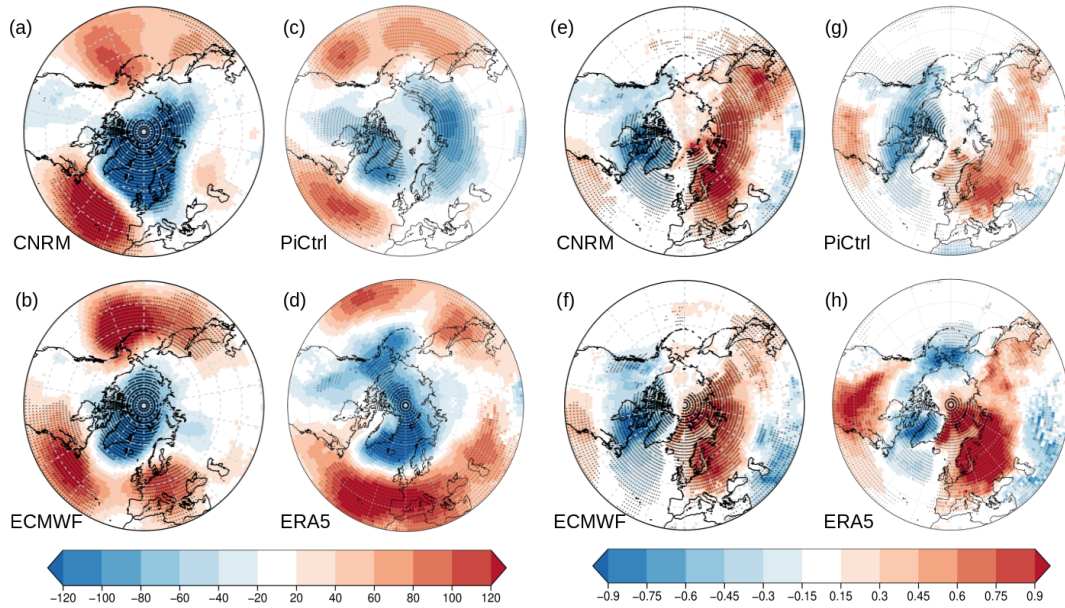 (a) (c) (e) (g)
CNRM PiCtrl CNRM PiCtrl
(b) (d) (f) (h)
ECMWF ERA5 ECMWF ERA5
−120 −100 −80 −60 −40 −20 20 40 60 80 100 120
−0.9 −0.75 −0.6 −0.45 −0.3 −0.15 0.15 0.3 0.45 0.6 0.75 0.9